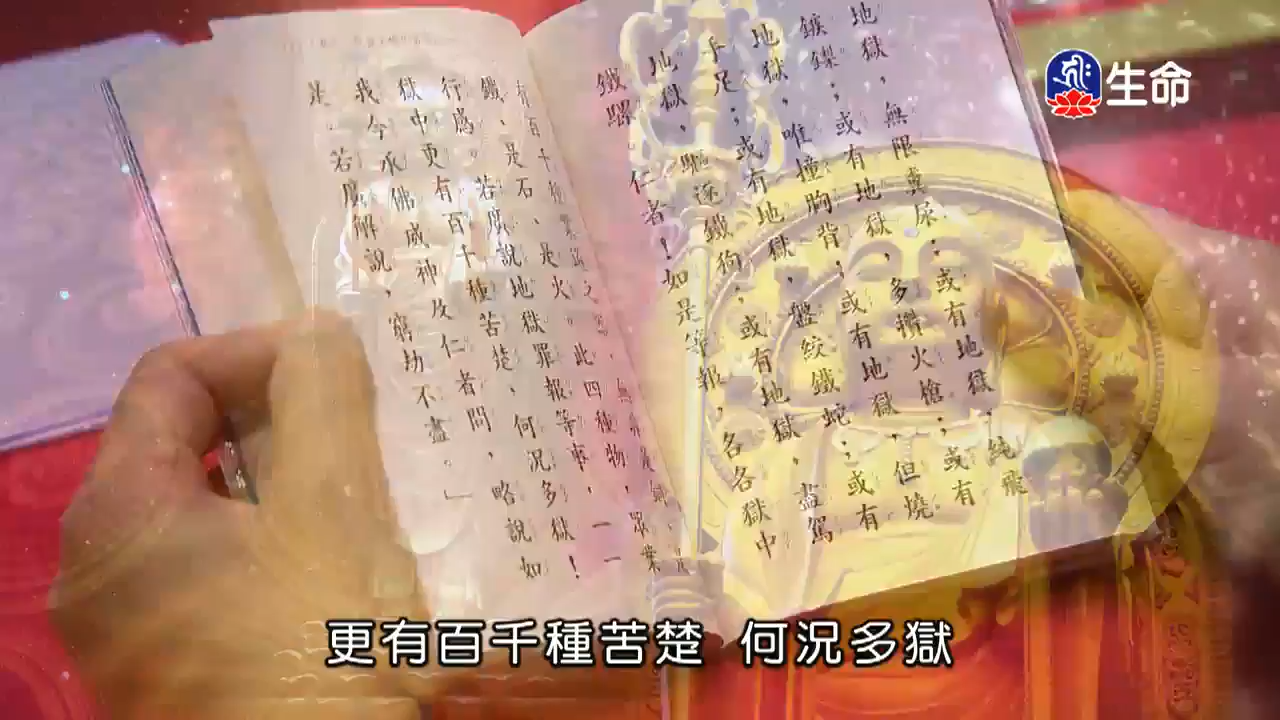 地獄，無限糞尿；或有地獄，純飛
；或有地獄，多攢火槍；或有
地獄，唯撞胸背；或有地獄，但燒
手足；或有地獄，盤絞鐵蛇；或有
地獄，驅逐鐵狗；或有地獄，盡駕
鐵騾
仁者！如是等報，各各獄中
有百千種業道之器，無非是銅是
鐵、是石、是火。此四種物，眾業
行為。若廣說地獄罪報等事，一一
獄中更有百千種苦楚，何況多獄！
我今承佛威神及仁者問，略說如
是。若廣解說，窮劫不盡。」
生命
更有百千種苦楚 何況多獄